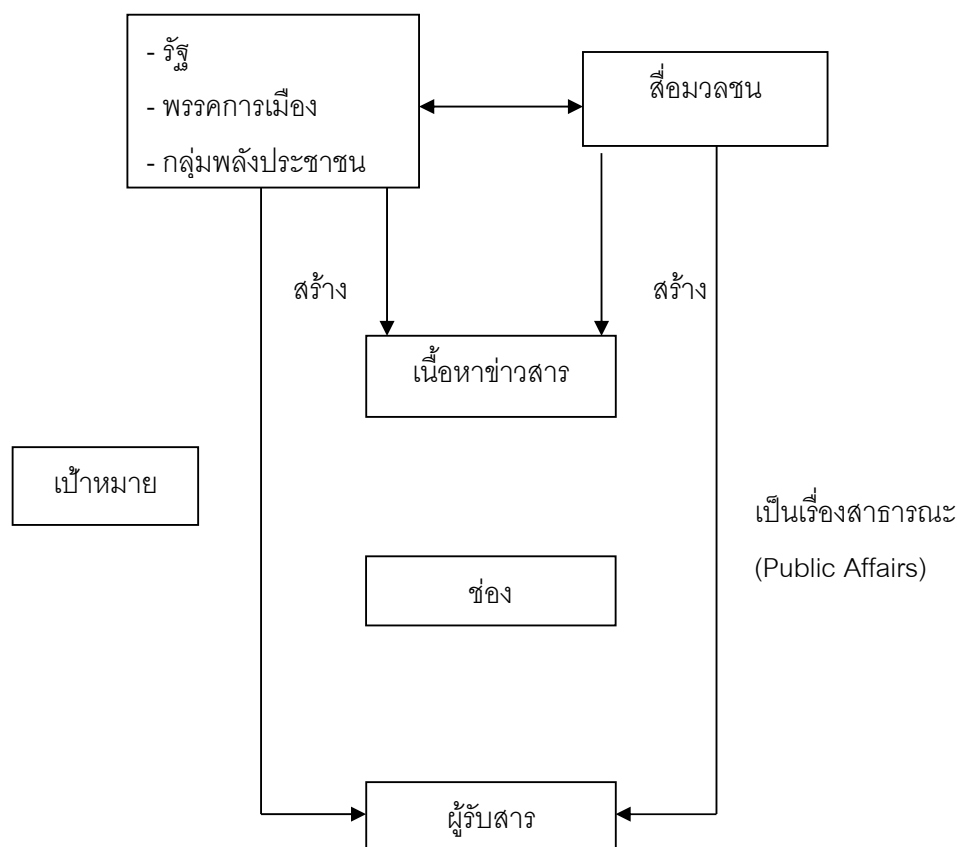 - รัฐ
- พรรคการเมือง
- กลุ่มพลังประชาชน
สื่อมวลชน
สร้าง
สร้าง
เนื้อหาข่าวสาร
เป้าหมาย
เป็นเรื่องสาธารณะ
(Public Affairs)
ช่อง
ผู้รับสาร